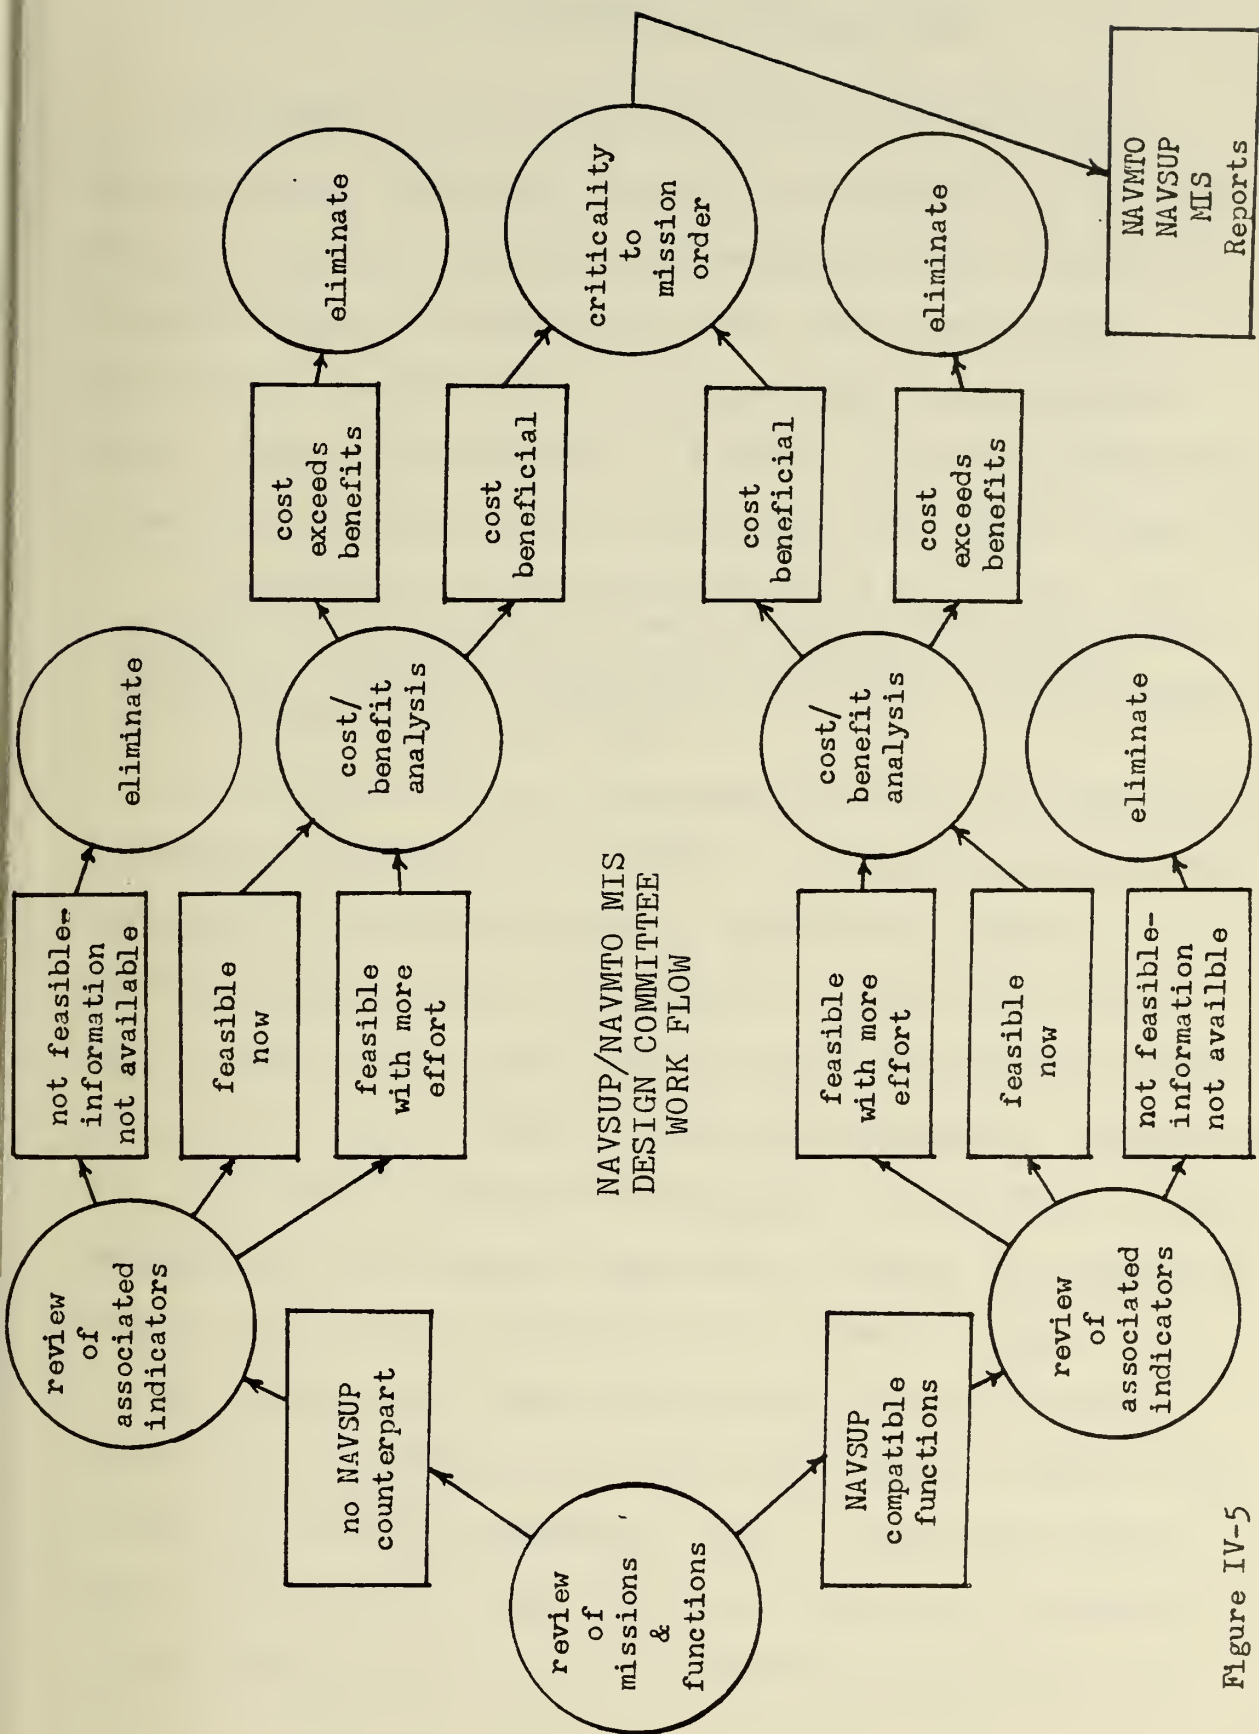 review
of
missions
&
functions
no NAVSUP
counterpart
NAVSUP
compatible
functions
review
of
associated
indicators
review
of
associated
indicators
not feasible-
information
not available
feasible
now
feasible
with more
effort
NAVSUP/NAVMTO MIS
DESIGN COMMITTEE
WORK FLOW
feasible
with more
effort
feasible
now
not feasible-
information
not availble
eliminate
cost/
benefit
analysis
cost/
benefit
analysis
eliminate
cost
exceeds
benefits
cost
beneficial
cost
beneficial
cost
exceeds
benefits
eliminate
criticality
to
mission
order
eliminate
NAVMTO
NAVSUP
MIS
Reports
Figure IV-5